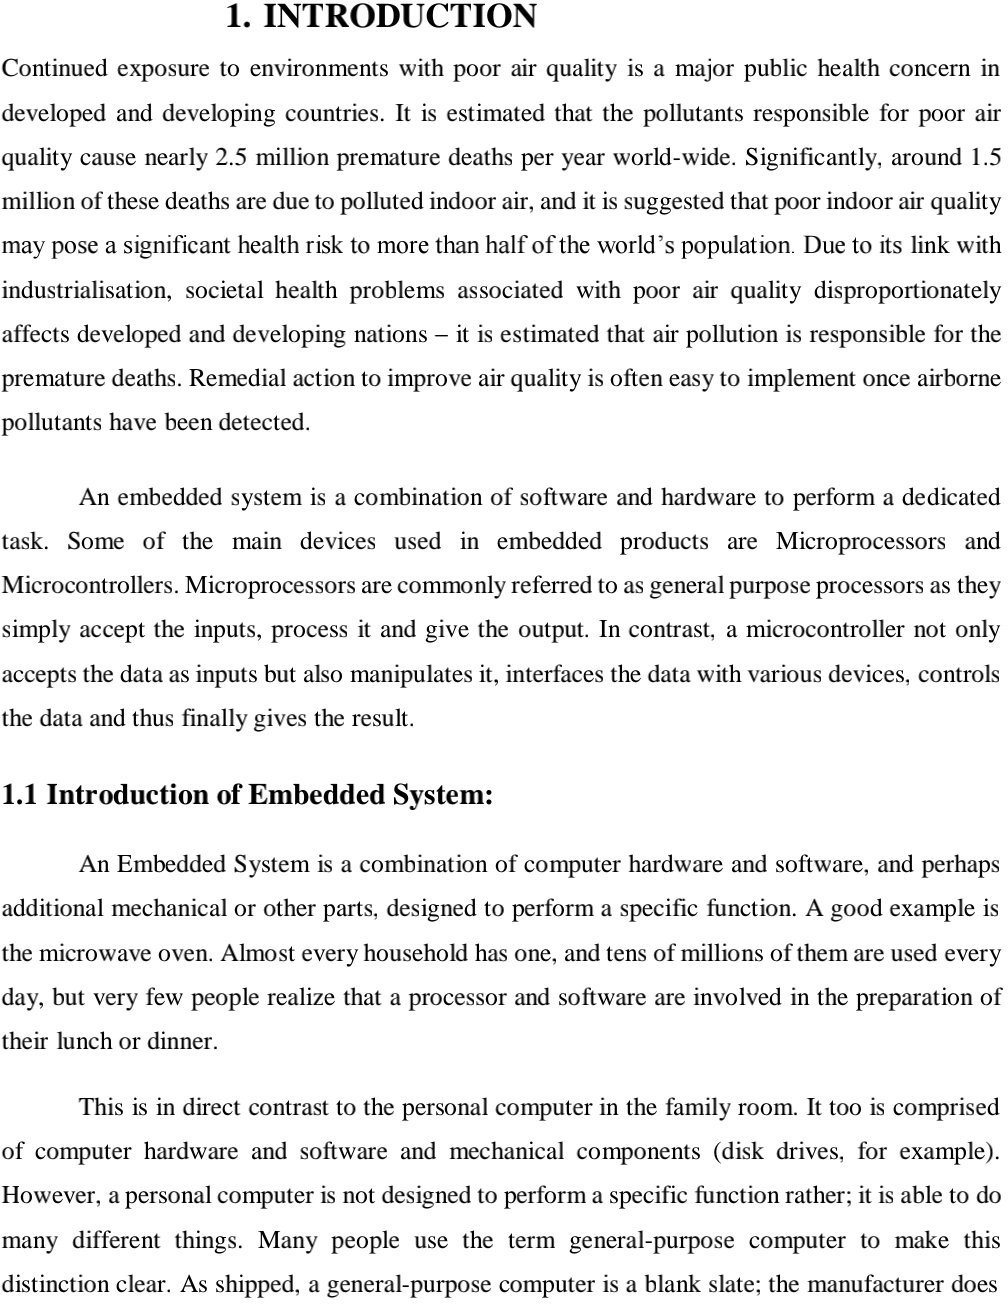 1. INTRODUCTION
Continued exposure to environments with poor air quality is a major public health concern in
developed and developing countries. It is estimated that the pollutants responsible for poor air
quality cause nearly 2.5 million premature deaths per year world-wide. Significantly, around 1.5
million of these deaths are due to polluted indoor air, and it is suggested that poor indoor air quality
may pose a significant health risk to more than half of the world’s population. Due to its link with
industrialisation, societal health problems associated with poor air quality disproportionately
affects developed and developing nations – it is estimated that air pollution is responsible for the
premature deaths. Remedial action to improve air quality is often easy to implement once airborne
pollutants have been detected.
An embedded system is a combination of software and hardware to perform a dedicated
task. Some of the main devices used in embedded products are Microprocessors and
Microcontrollers. Microprocessors are commonly referred to as general purpose processors as they
simply accept the inputs, process it and give the output. In contrast, a microcontroller not only
accepts the data as inputs but also manipulates it, interfaces the data with various devices, controls
the data and thus finally gives the result.
1.1 Introduction of Embedded System:
An Embedded System is a combination of computer hardware and software, and perhaps
additional mechanical or other parts, designed to perform a specific function. A good example is
the microwave oven. Almost every household has one, and tens of millions of them are used every
day, but very few people realize that a processor and software are involved in the preparation of
their lunch or dinner.
This is in direct contrast to the personal computer in the family room. It too is comprised
of computer hardware and software and mechanical components (disk drives, for example).
However, a personal computer is not designed to perform a specific function rather; it is able to do
many different things. Many people use the term general-purpose computer to make this
distinction clear. As shipped, a general-purpose computer is a blank slate; the manufacturer does